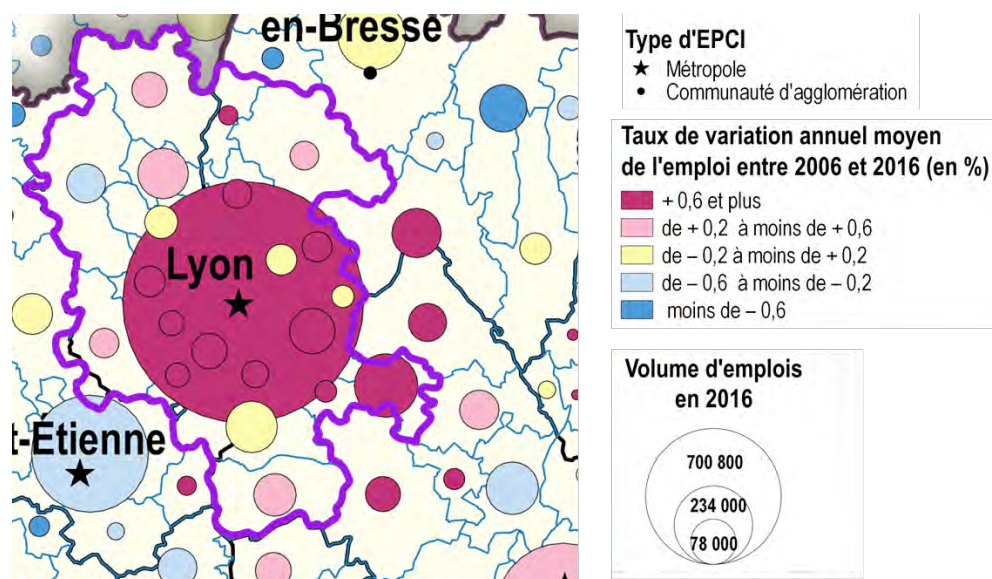 en-Bresse
Lyon
t-Étienne
Type d'EPCI
Métropole
Communauté d'agglomération
Taux de variation annuel moyen
de l'emploi entre 2006 et 2016 (en %)
+ 0,6 et plus
de + 0,2 à moins de + 0,6
de – 0,2 à moins de + 0,2
de – 0,6 à moins de – 0,2
moins de – 0,6
Volume d'emplois
en 2016
700 800
234 000
78 000